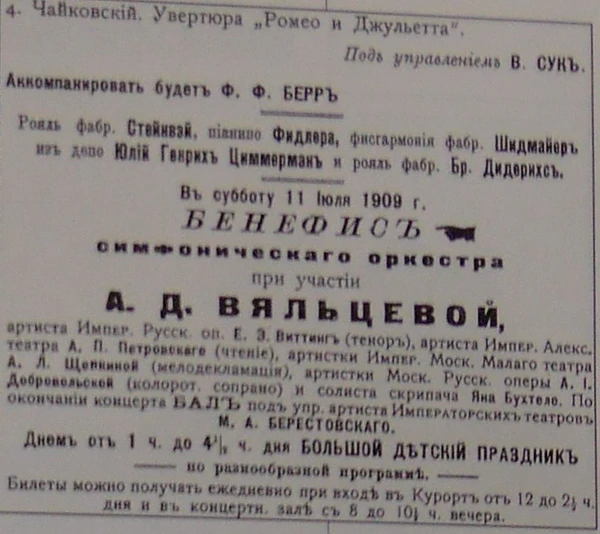 4. Чайковскій. Увертюра „Ромео и Джульетта".
Подъ управленіемъ В. СУКЪ.
Аккомпанировать будетъ Ф. Ф. БЕРРЪ
Рояль фабр. Стейнвэй, піанино Фидлера, фисгармонія фабр. Шидмайеръ
изъ депо Юлій Генрихъ Циммерманъ и рояль фабр. Бр. Дидерихсъ.
Въ субботу 11 Іюля 1909 г.
БЕНЕФИСЪ
симфоническаго оркестра
при участіи
А. Д. ВЯЛЬЦЕВОЙ,
артиста Импер. Русск. оп. Е. Э. Виттингъ (теноръ), артиста Импер. Алекс.
театра А. П. Петровскаго (чтеніе), артистки Импер. Моск. Малаго театра
А. Л. Щепкиной (мелодекламація), артистки Моск. Русск. оперы А. І.
Добровольской (колорот. сопрано) и солиста скрипача Яна Бухтеле. По
окончаніи концерта БАЛЪ подъ упр. артиста Императорскихъ театровъ
М. А. БЕРЕСТОВСКАГО.
Днемъ отъ 1 ч. до 4½ ч. дня БОЛЬШОЙ ДѢТСКІЙ ПРАЗДНИКЪ
по разнообразной программѣ.
Билеты можно получать ежедневно при входѣ въ Курортъ отъ 12 до 2½ ч.
дня и въ концертн. залѣ съ 8 до 10½ ч. вечера.